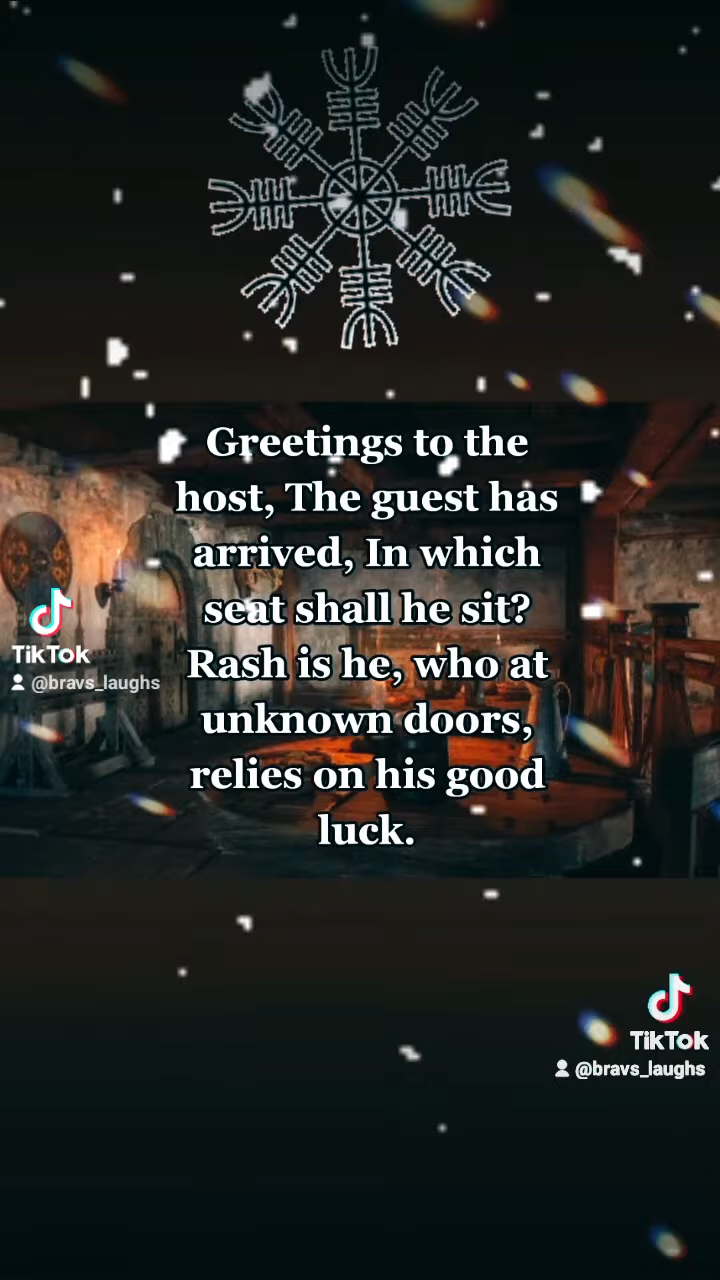 Greetings to the
host, The guest has
arrived, In which
seat shall he sit?
Rash is he, who at
unknown doors,
relies on his good
luck.
TikTok
@bravs_laughs
TikTok
@bravs_laughs